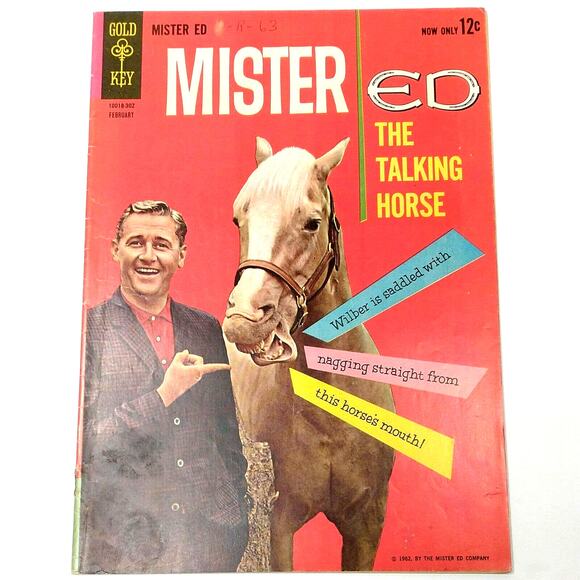 GOLD
KEY
10018-302
FEBRUARY
MISTER ED
NOW ONLY 12c
MISTER ED
THE
TALKING
HORSE
Wilber is saddled with
nagging straight from
this horse's mouth!
© 1962, BY THE MISTER ED COMPANY